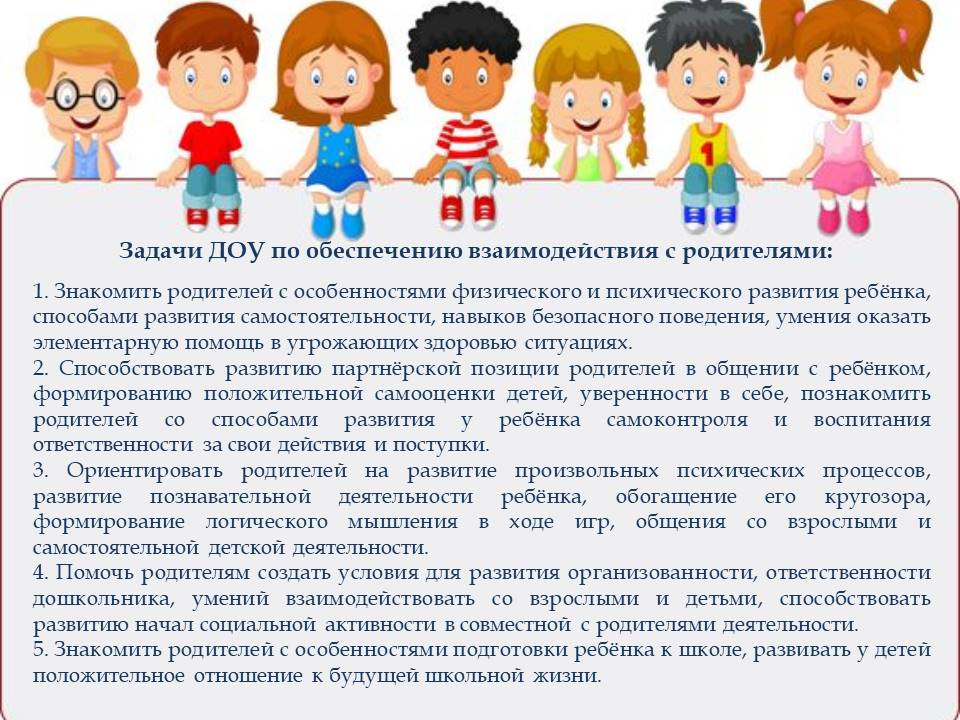 1
Задачи ДОУ по обеспечению взаимодействия с родителями:
1. Знакомить родителей с особенностями физического и психического развития ребёнка,
способами развития самостоятельности, навыков безопасного поведения, умения оказать
элементарную помощь в угрожающих здоровью ситуациях.
2. Способствовать развитию партнёрской позиции родителей в общении с ребёнком,
формированию положительной самооценки детей, уверенности в себе, познакомить
родителей со способами развития у ребёнка самоконтроля и воспитания
ответственности за свои действия и поступки.
3. Ориентировать родителей на развитие произвольных психических процессов,
развитие познавательной деятельности ребёнка, обогащение его кругозора,
формирование логического мышления в ходе игр, общения со взрослыми и
самостоятельной детской деятельности.
4. Помочь родителям создать условия для развития организованности, ответственности
дошкольника, умений взаимодействовать со взрослыми и детьми, способствовать
развитию начал социальной активности в совместной с родителями деятельности.
5. Знакомить родителей с особенностями подготовки ребёнка к школе, развивать у детей
положительное отношение к будущей школьной жизни.